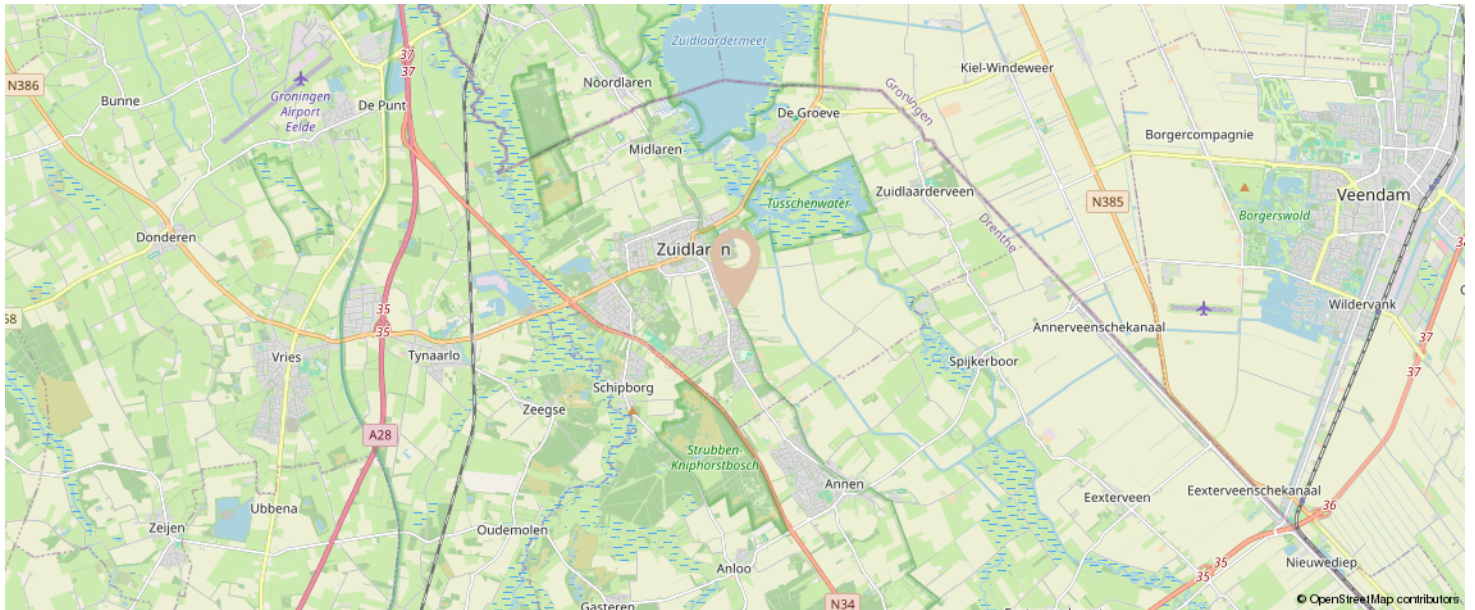 Zuidlaardermeer
37
37
Kiel-Windeweer
N386
Noordlaren
Bunne
Groningen
Airport
Eelde
De Punt
Groningen
De Groeve
Borgercompagnie
Midlaren
Zuidlaarderveen
Veendam
Tusschenwater
N385
Borgerswold
Donderen
Drenthe
Zuidlaren
35
35
58
Wildervank
Annerveenschekanaal
Vries
Tynaarlo
Spijkerboor
37
Schipborg
Zeegse
A28
Strubben-
Kniphorstbosch
Annen
Eexterveen
Eexterveenschekanaal
36
Ubbena
Zeijen
Oudemolen
Anloo
35
35
Nieuwediep
Gasteren
N34
© OpenStreetMap contributors